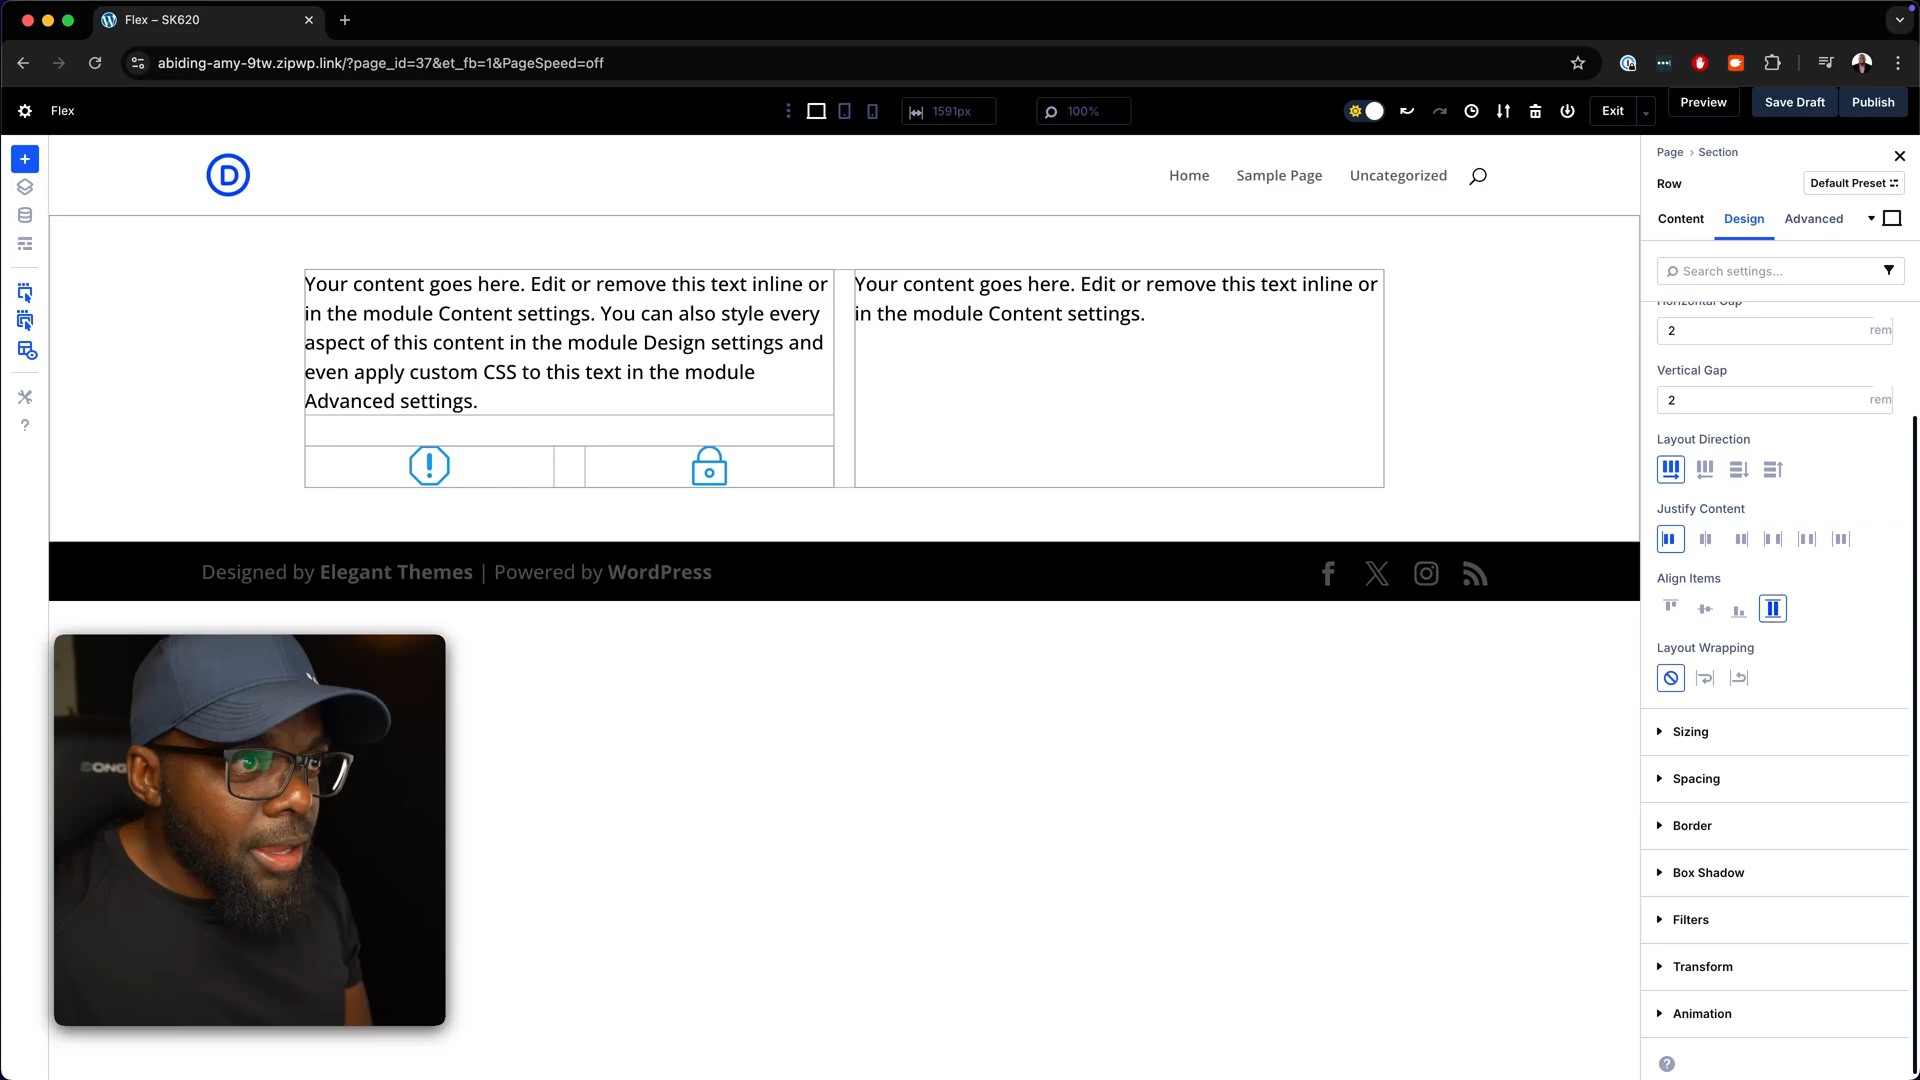 Flex – SK620
abiding-amy-9tw.zipwp.link/?page_id=37&et_fb=1&PageSpeed=off
Flex
1591px
100%
Exit
Preview
Save Draft
Publish
D
Home
Sample Page
Uncategorized
Your content goes here. Edit or remove this text inline or
in the module Content settings. You can also style every
aspect of this content in the module Design settings and
even apply custom CSS to this text in the module
Advanced settings.
Your content goes here. Edit or remove this text inline or
in the module Content settings.
Designed by Elegant Themes | Powered by WordPress
Page › Section
Row
Default Preset
Content
Design
Advanced
Search settings...
Horizontal Gap
2
rem
Vertical Gap
2
rem
Layout Direction
Justify Content
Align Items
Layout Wrapping
Sizing
Spacing
Border
Box Shadow
Filters
Transform
Animation